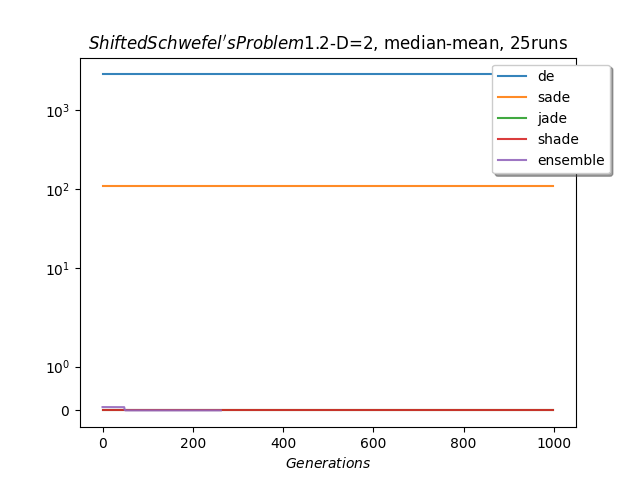 ShiftedSchwefel'sProblem1.2-D=2, median-mean, 25runs
de
sade
jade
shade
ensemble
10³
10²
10¹
10⁰
0
0 200 400 600 800 1000
Generations